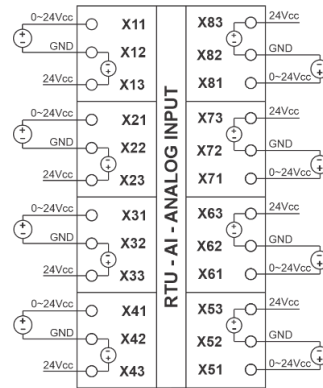 0~24Vcc X11
GND X12
24Vcc X13
0~24Vcc X21
GND X22
24Vcc X23
0~24Vcc X31
GND X32
24Vcc X33
0~24Vcc X41
GND X42
24Vcc X43
RTU - AI - ANALOG INPUT
X83 24Vcc
X82 GND
X81 0~24Vcc
X73 24Vcc
X72 GND
X71 0~24Vcc
X63 24Vcc
X62 GND
X61 0~24Vcc
X53 24Vcc
X52 GND
X51 0~24Vcc